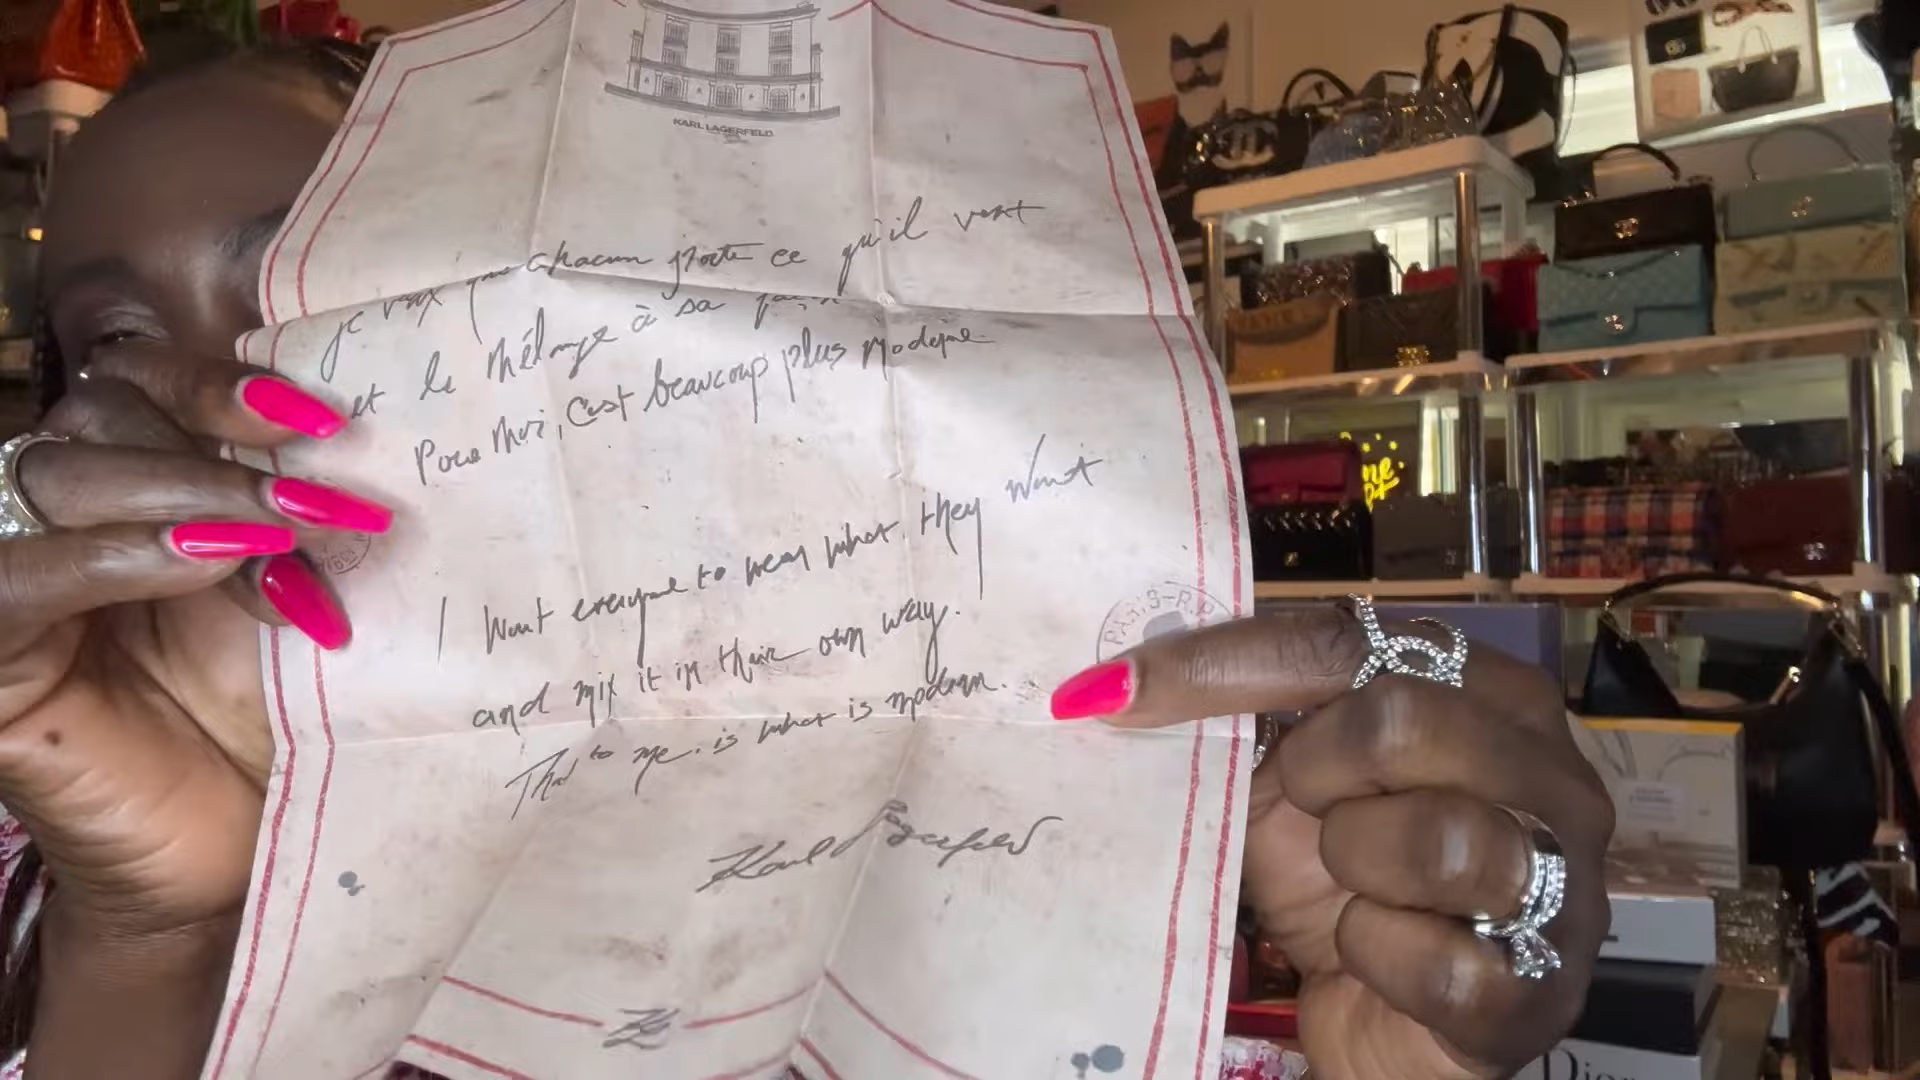 KARL LAGERFELD
je veux que chacun porte ce qu'il veut
et le mélange à sa façon
Pour moi, c'est beaucoup plus moderne.
I want everyone to wear what they want
and mix it in their own way.
That to me. is what is modern.
Karl Lagerfeld
PARIS-R.P
Dior